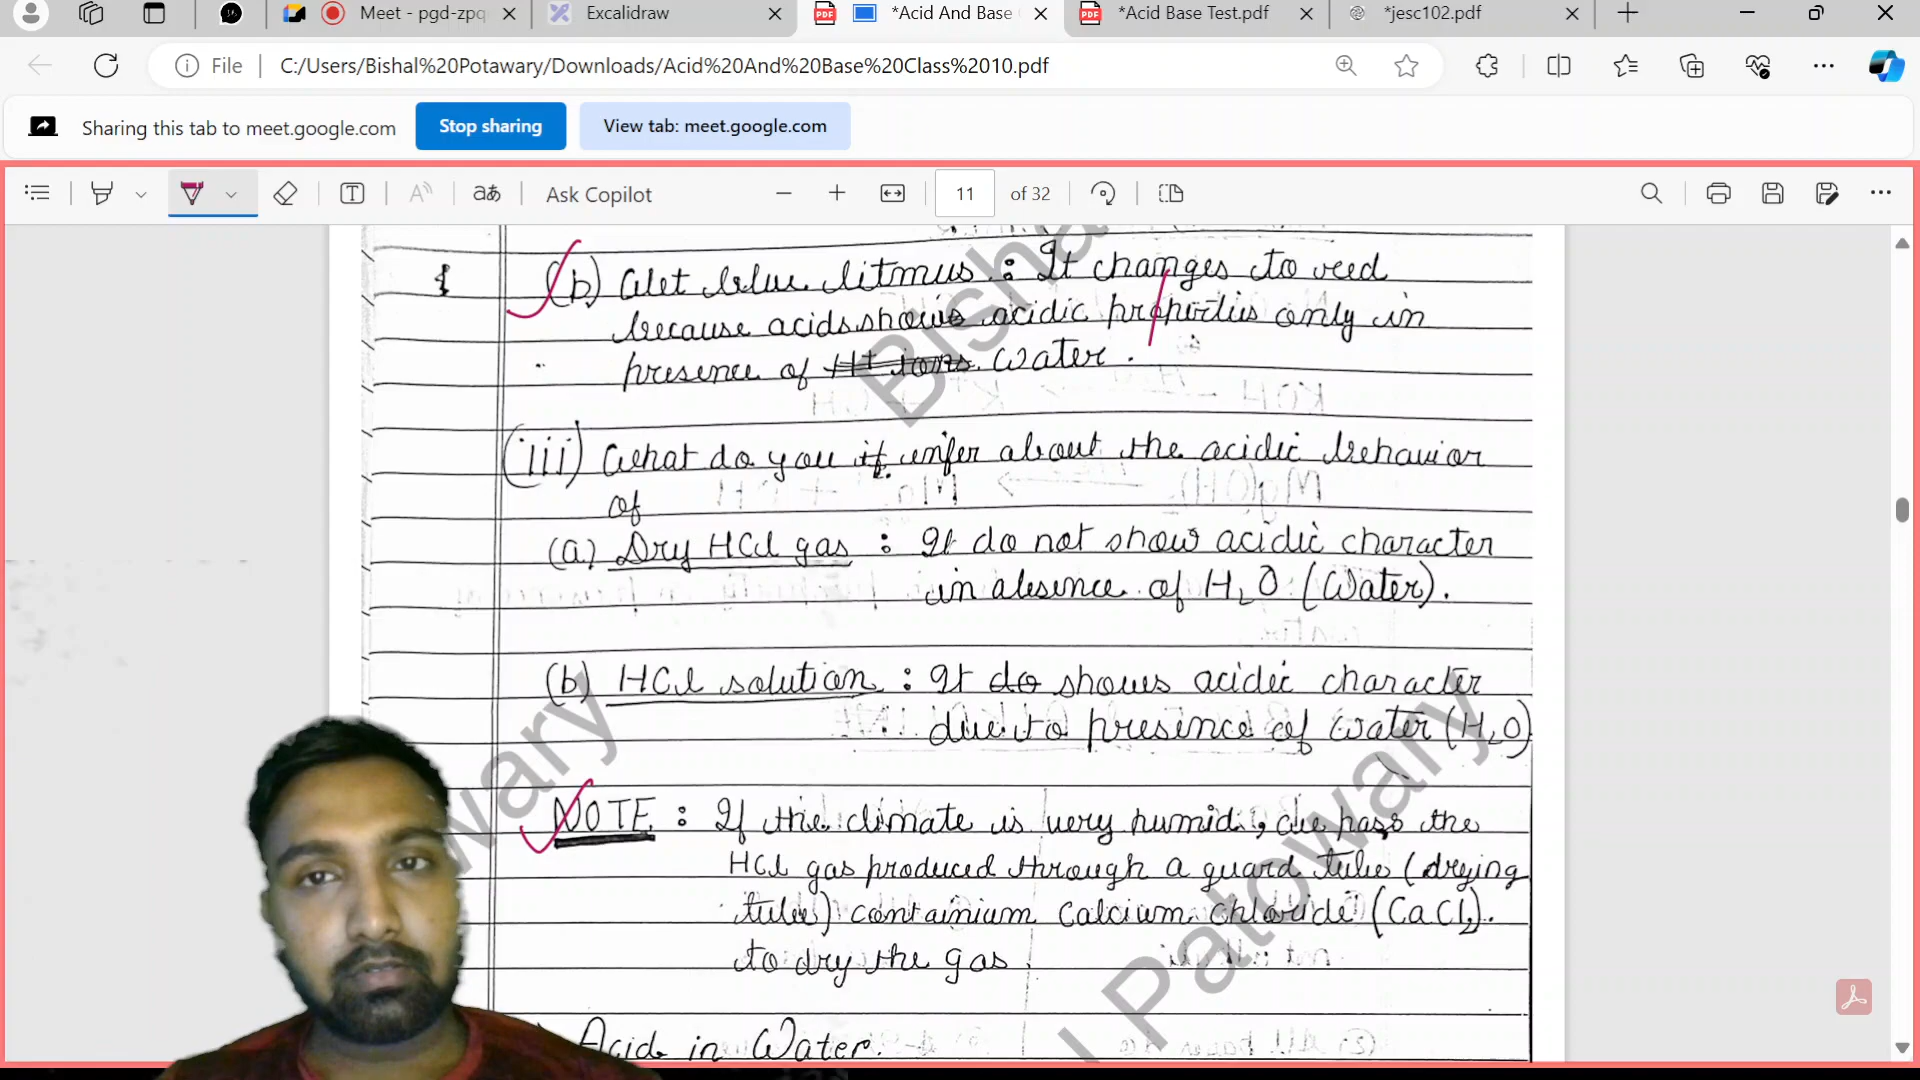 Meet - pgd-zpq
Excalidraw
*Acid And Base
*Acid Base Test.pdf
*jesc102.pdf
File
C:/Users/Bishal%20Potawary/Downloads/Acid%20And%20Base%20Class%2010.pdf
Sharing this tab to meet.google.com
Stop sharing
View tab: meet.google.com
Ask Copilot
11
of 32
(b) Wet blue litmus : It changes to red
because acids shows acidic properties only in
presence of H+ ions. Water.
(iii) What do you if infer about the acidic behavior
of
(a) Dry HCl gas : It do not show acidic character
in absence of H2O (Water).
(b) HCl solution : It do shows acidic character
due to presence of water (H2O)
NOTE : If the climate is very humid, we pass the
HCl gas produced through a guard tube (drying
tube) containium Calcium chloride (CaCl2).
to dry the gas.
Acid in Water.
Bisha
wary
l Patowary